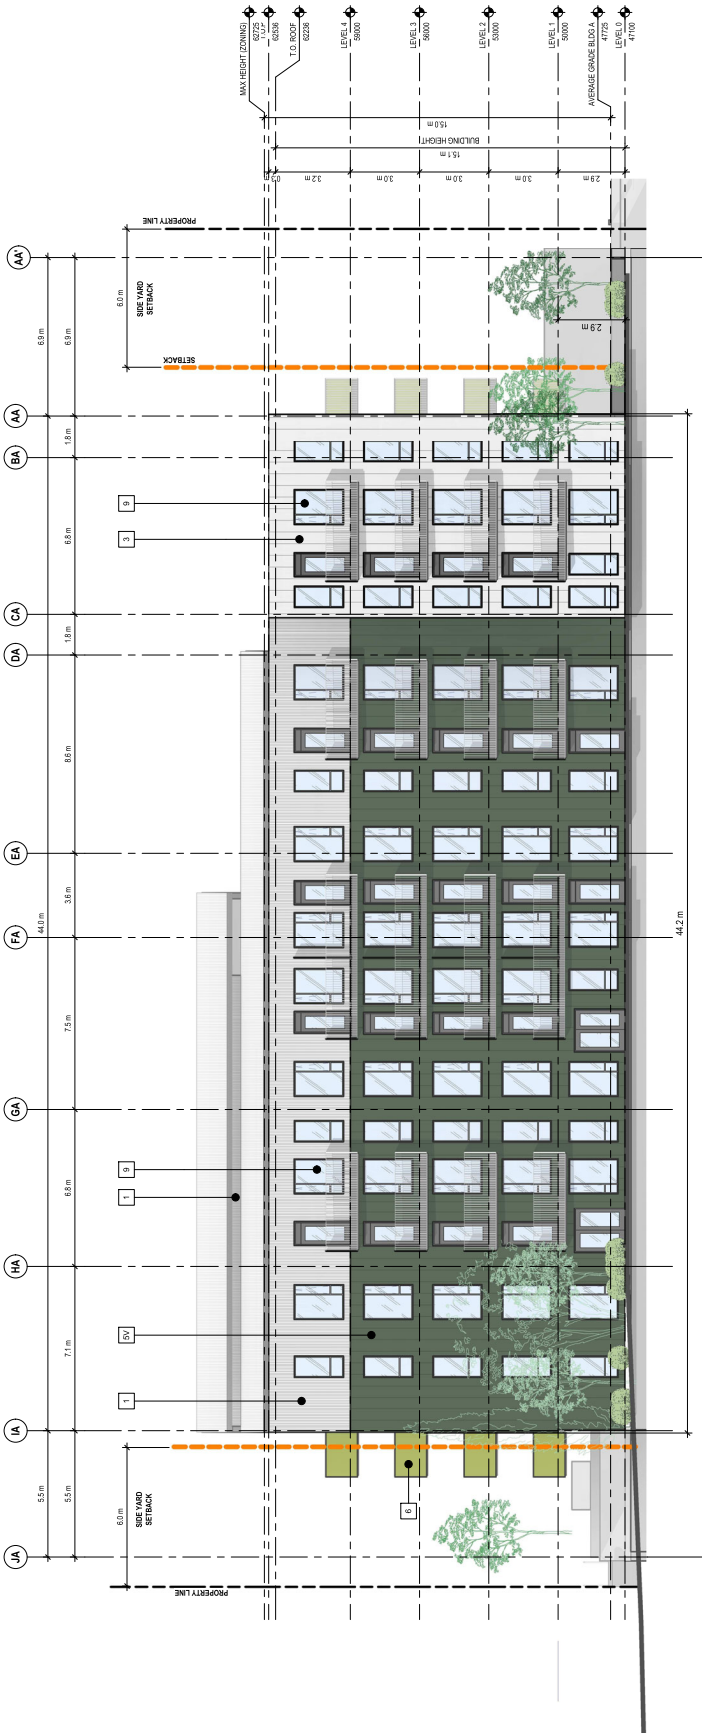 JA
IA
HA
GA
FA
EA
DA
CA
BA
AA
AA'
44.0 m
5.5 m
6.9 m
5.5 m
7.1 m
6.8 m
7.5 m
3.6 m
8.6 m
1.8 m
6.8 m
1.8 m
6.9 m
6.0 m
SIDE YARD
SETBACK
PROPERTY LINE
6.0 m
SIDE YARD
SETBACK
PROPERTY LINE
SETBACK
6
1
5V
1
9
3
9
MAX HEIGHT (ZONING)
62725
T.O.P
62536
T.O. ROOF
62236
LEVEL 4
59000
LEVEL 3
56000
LEVEL 2
53000
LEVEL 1
50000
AVERAGE GRADE BLDG A
47725
LEVEL 0
47100
15.0 m
BUILDING HEIGHT
15.1 m
3.2 m
3.0 m
3.0 m
3.0 m
2.9 m
2.9 m
44.2 m